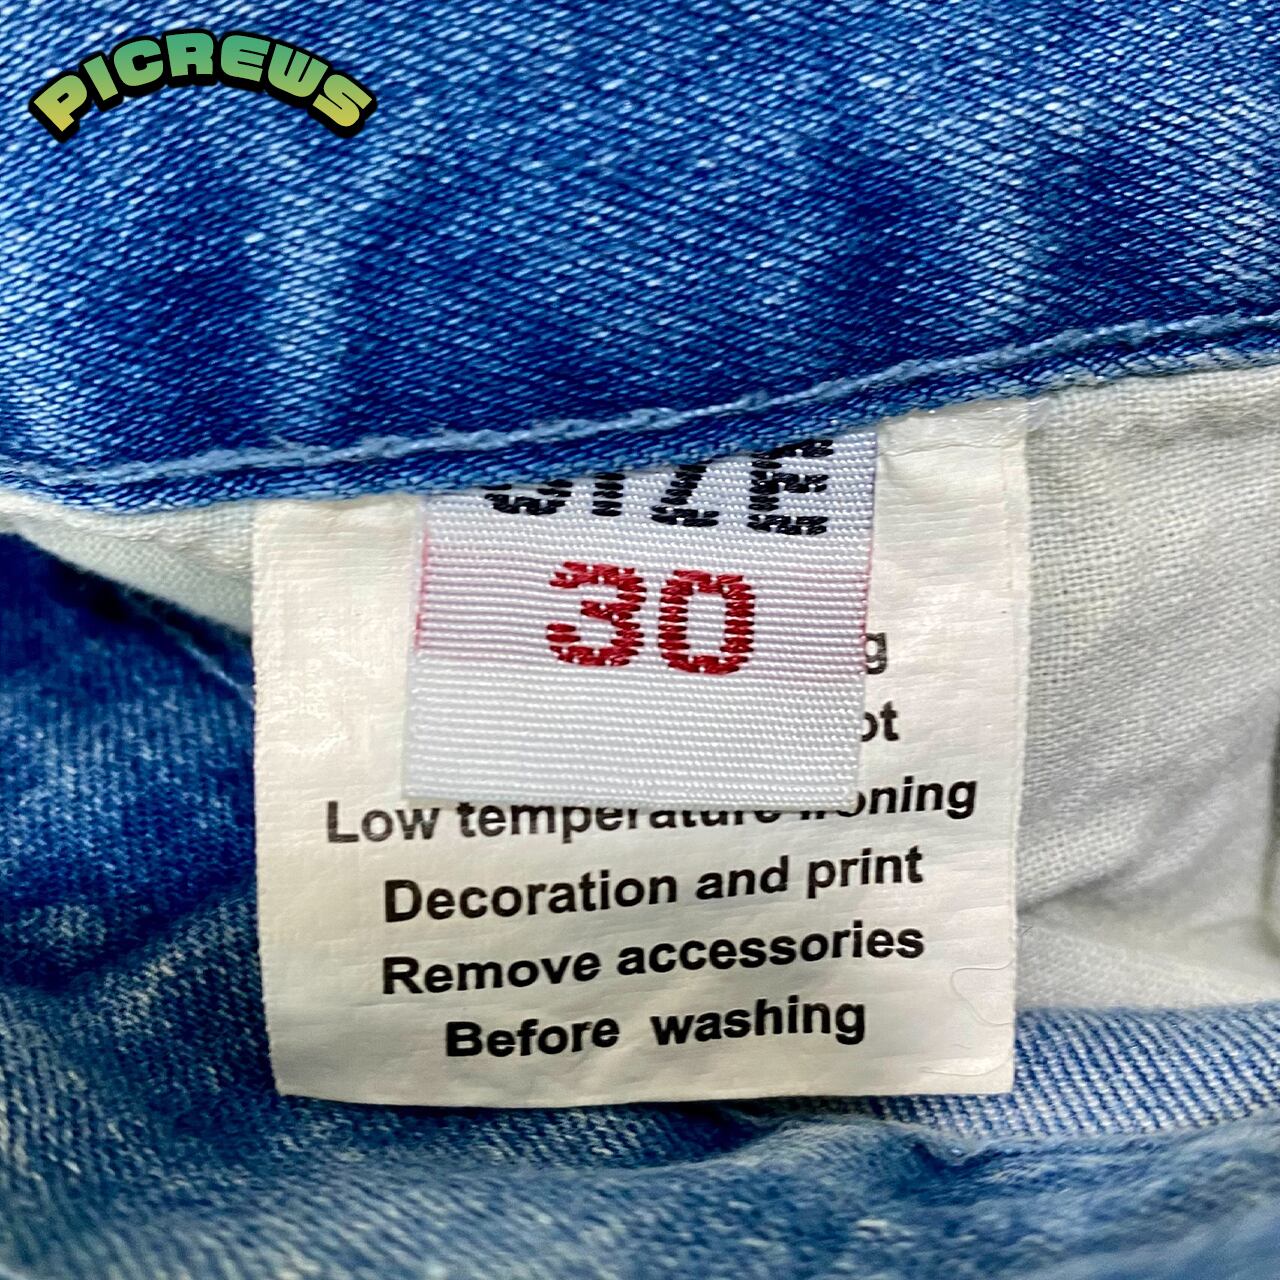 PICREWS
SIZE
30
Low temperature ironing
Decoration and print
Remove accessories
Before washing